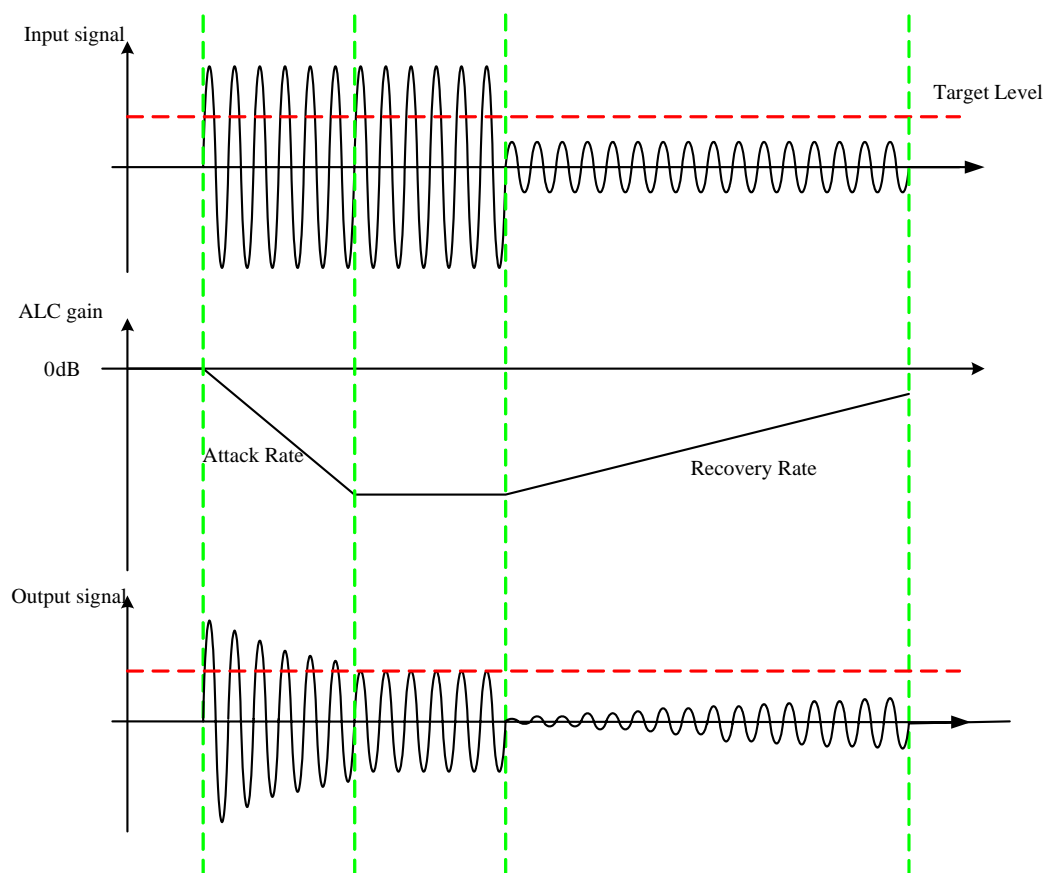 Input signal
Target Level
ALC gain
0dB
Attack Rate
Recovery Rate
Output signal